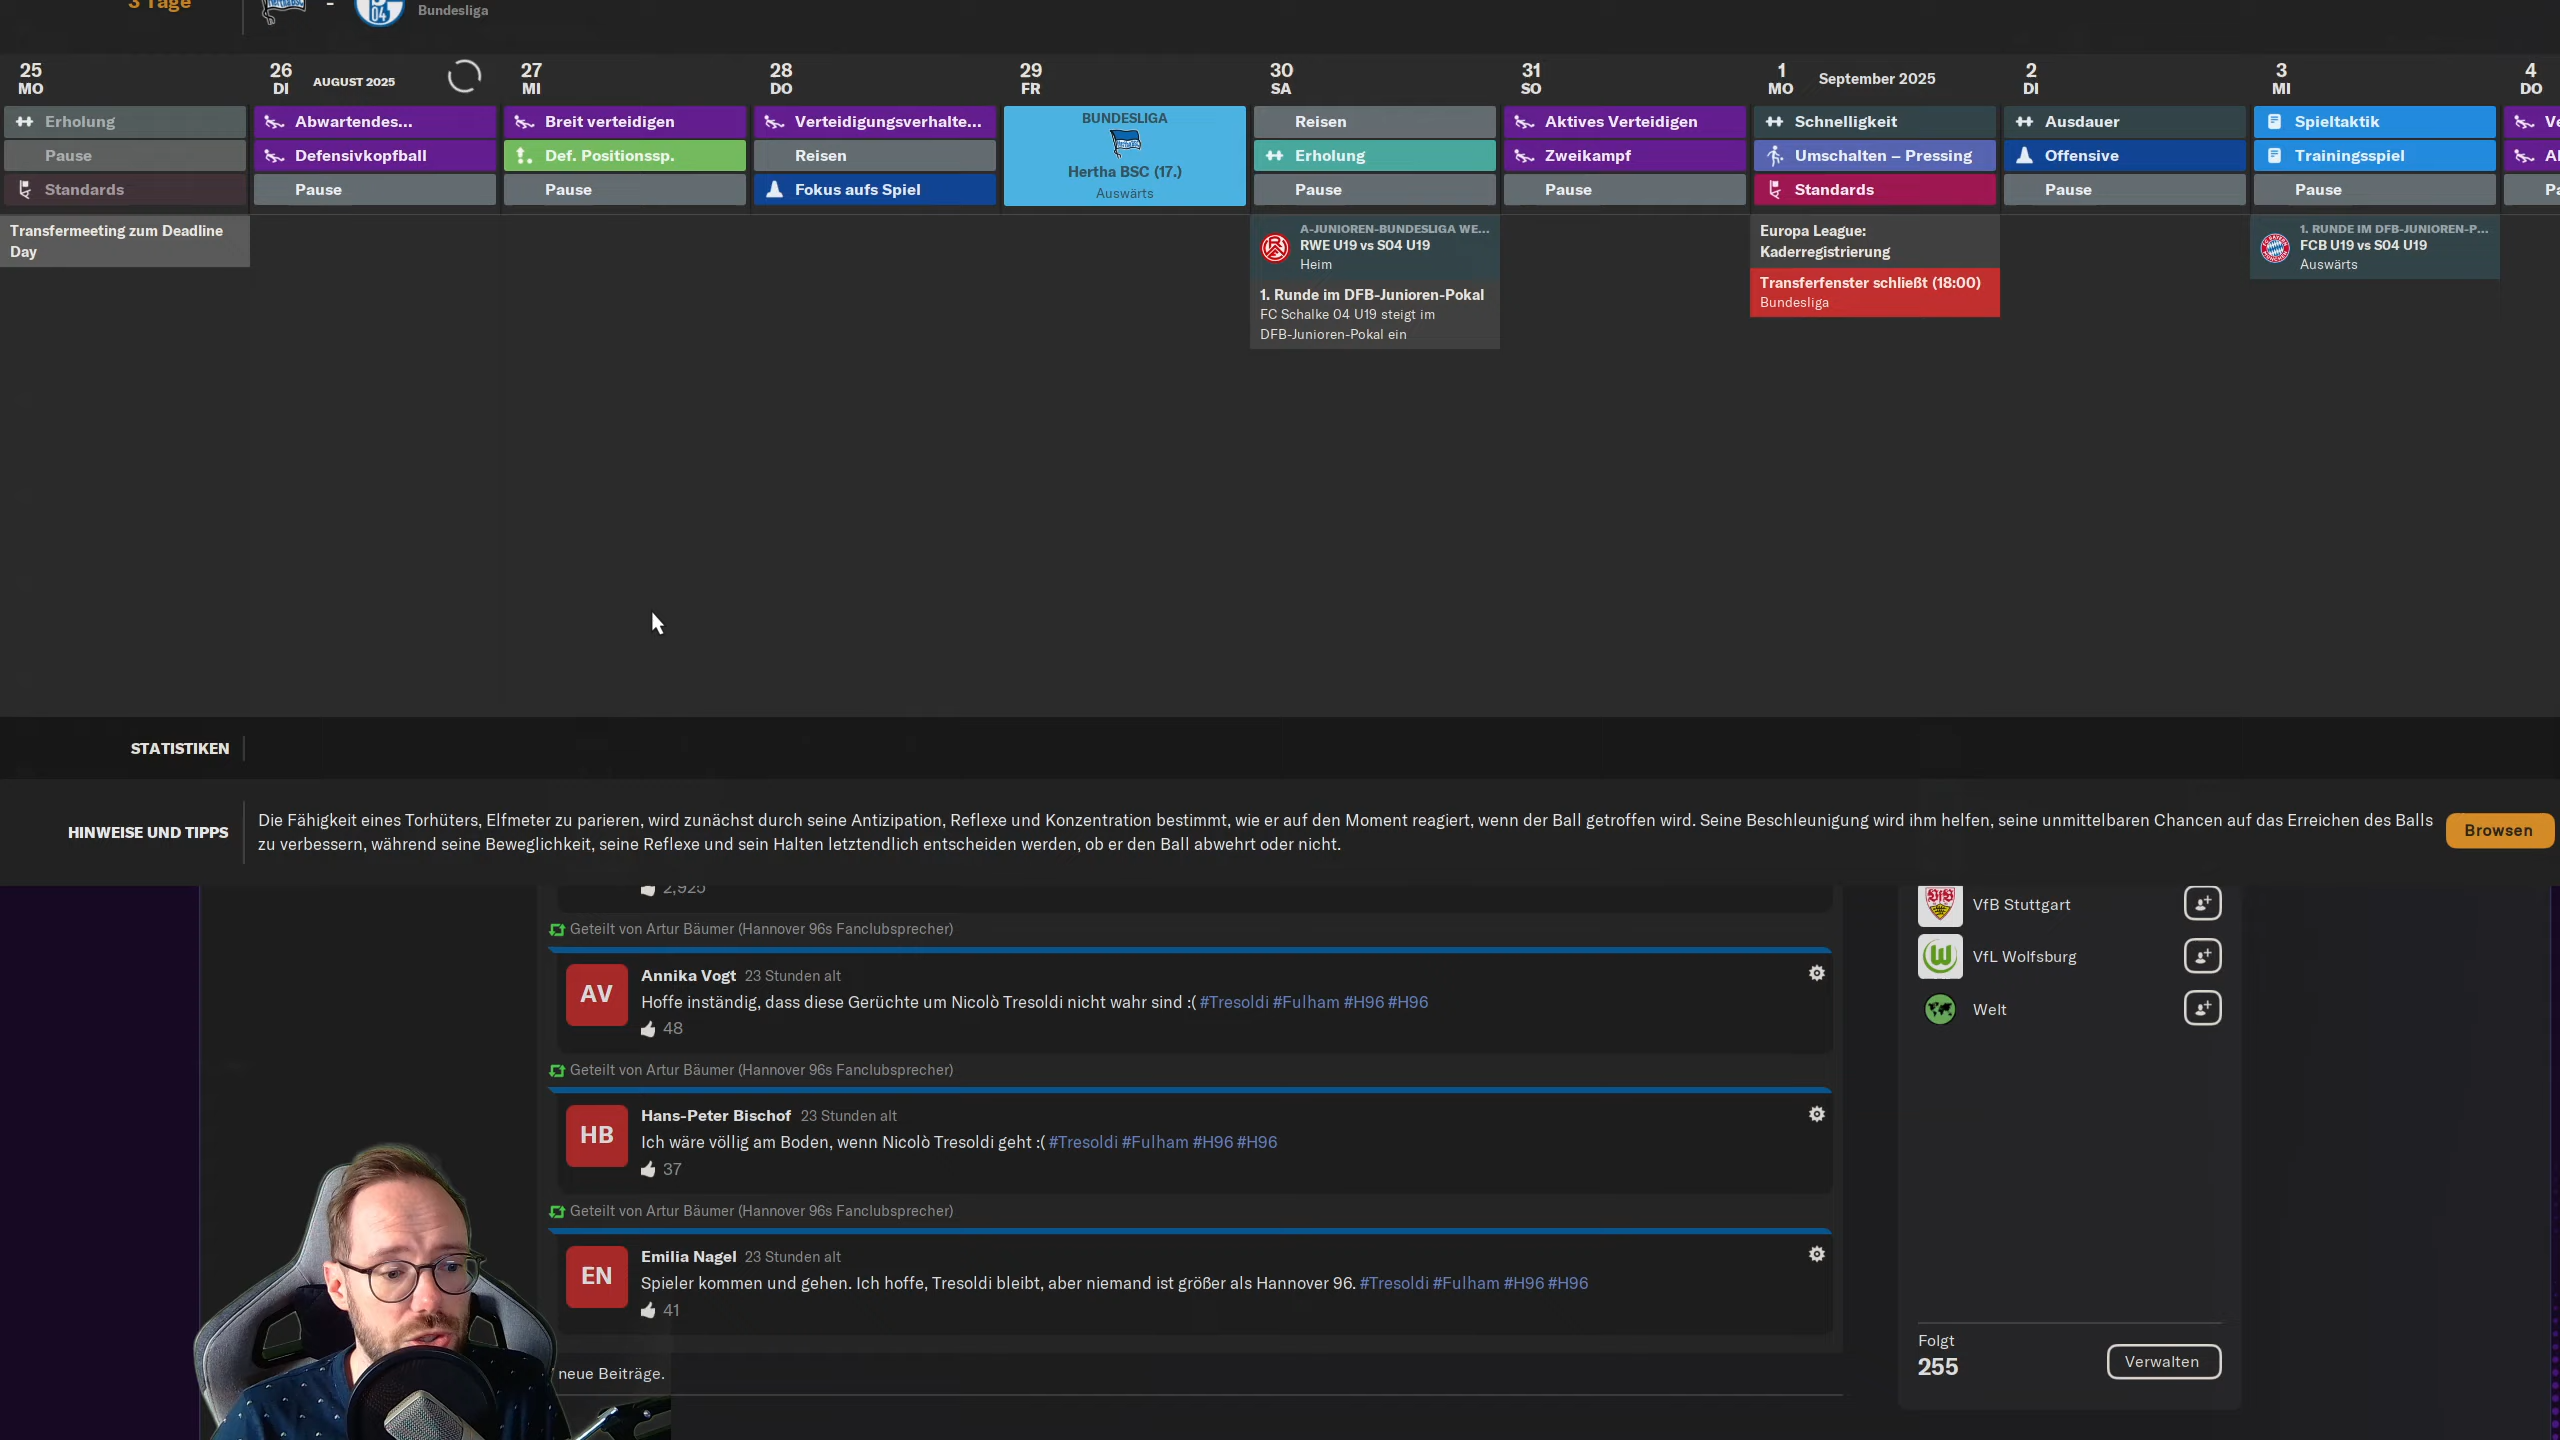 3 Tage
-
04
Bundesliga
25
MO
26
DI
AUGUST 2025
27
MI
28
DO
29
FR
30
SA
31
SO
1
MO
September 2025
2
DI
3
MI
4
DO
Erholung
Pause
Standards
Abwartendes...
Defensivkopfball
Pause
Breit verteidigen
Def. Positionssp.
Pause
Verteidigungsverhalte...
Reisen
Fokus aufs Spiel
BUNDESLIGA
Hertha BSC (17.)
Auswärts
Reisen
Erholung
Pause
Aktives Verteidigen
Zweikampf
Pause
Schnelligkeit
Umschalten – Pressing
Standards
Ausdauer
Offensive
Pause
Spieltaktik
Trainingsspiel
Pause
Transfermeeting zum Deadline
Day
A-JUNIOREN-BUNDESLIGA WE...
RWE U19 vs S04 U19
Heim
1. Runde im DFB-Junioren-Pokal
FC Schalke 04 U19 steigt im
DFB-Junioren-Pokal ein
Europa League:
Kaderregistrierung
Transferfenster schließt (18:00)
Bundesliga
1. RUNDE IM DFB-JUNIOREN-P...
FCB U19 vs S04 U19
Auswärts
STATISTIKEN
HINWEISE UND TIPPS
Die Fähigkeit eines Torhüters, Elfmeter zu parieren, wird zunächst durch seine Antizipation, Reflexe und Konzentration bestimmt, wie er auf den Moment reagiert, wenn der Ball getroffen wird. Seine Beschleunigung wird ihm helfen, seine unmittelbaren Chancen auf das Erreichen des Balls
zu verbessern, während seine Beweglichkeit, seine Reflexe und sein Halten letztendlich entscheiden werden, ob er den Ball abwehrt oder nicht.
Browsen
2,925
Geteilt von Artur Bäumer (Hannover 96s Fanclubsprecher)
AV
Annika Vogt 23 Stunden alt
Hoffe inständig, dass diese Gerüchte um Nicolò Tresoldi nicht wahr sind :( #Tresoldi #Fulham #H96 #H96
48
Geteilt von Artur Bäumer (Hannover 96s Fanclubsprecher)
HB
Hans-Peter Bischof 23 Stunden alt
Ich wäre völlig am Boden, wenn Nicolò Tresoldi geht :( #Tresoldi #Fulham #H96 #H96
37
Geteilt von Artur Bäumer (Hannover 96s Fanclubsprecher)
EN
Emilia Nagel 23 Stunden alt
Spieler kommen und gehen. Ich hoffe, Tresoldi bleibt, aber niemand ist größer als Hannover 96. #Tresoldi #Fulham #H96 #H96
41
neue Beiträge.
VfB Stuttgart
VfL Wolfsburg
Welt
Folgt
255
Verwalten